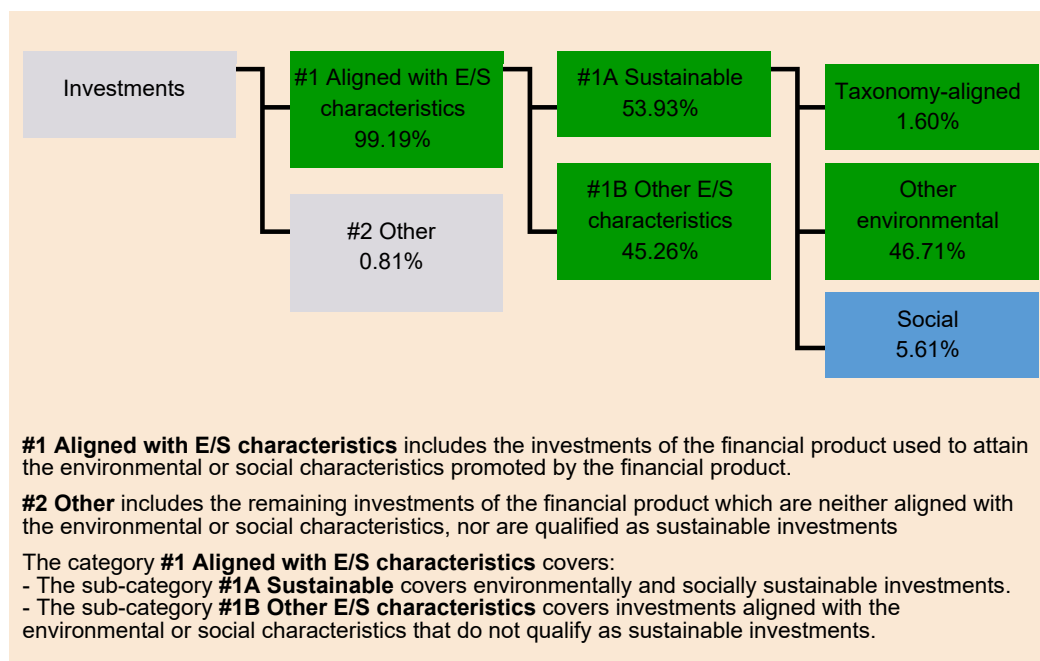 Investments
#1 Aligned with E/S
characteristics
99.19%
#2 Other
0.81%
#1A Sustainable
53.93%
#1B Other E/S
characteristics
45.26%
Taxonomy-aligned
1.60%
Other
environmental
46.71%
Social
5.61%
#1 Aligned with E/S characteristics includes the investments of the financial product used to attain
the environmental or social characteristics promoted by the financial product.
#2 Other includes the remaining investments of the financial product which are neither aligned with
the environmental or social characteristics, nor are qualified as sustainable investments
The category #1 Aligned with E/S characteristics covers:
- The sub-category #1A Sustainable covers environmentally and socially sustainable investments.
- The sub-category #1B Other E/S characteristics covers investments aligned with the
environmental or social characteristics that do not qualify as sustainable investments.